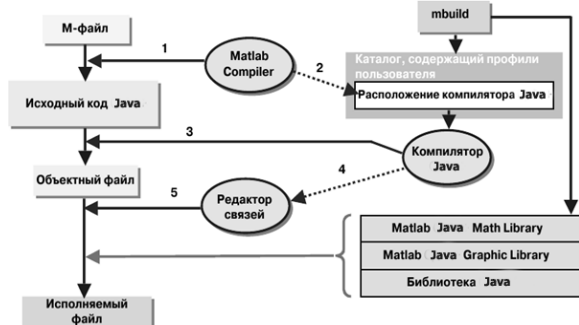 М-файл
mbuild
1
Matlab
Compiler
2
Каталог, содержащий профили
пользователя
Расположение компилятора Java
Исходный код Java
3
Компилятор
Java
4
Объектный файл
5
Редактор
связей
Matlab Java Math Library
Matlab Java Graphic Library
Библиотека Java
Исполняемый
файл